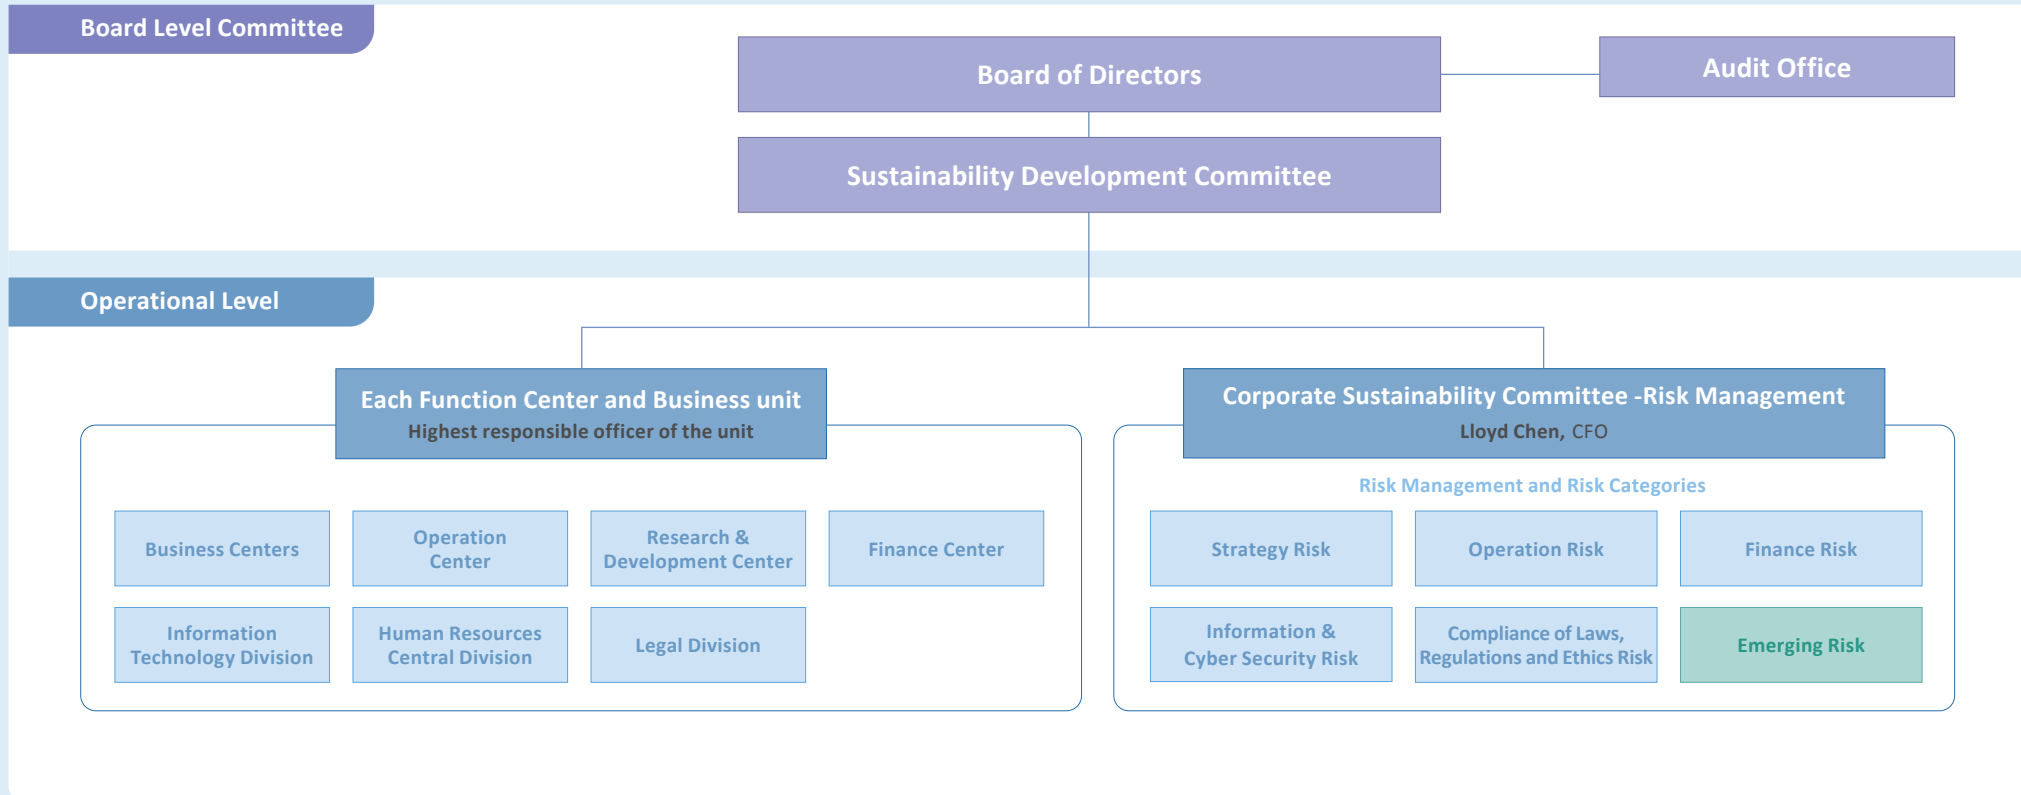 Board Level Committee
Board of Directors
Audit Office
Sustainability Development Committee
Operational Level
Each Function Center and Business unit
Highest responsible officer of the unit
Business Centers
Operation
Center
Research &
Development Center
Finance Center
Information
Technology Division
Human Resources
Central Division
Legal Division
Corporate Sustainability Committee -Risk Management
Lloyd Chen, CFO
Risk Management and Risk Categories
Strategy Risk
Operation Risk
Finance Risk
Information &
Cyber Security Risk
Compliance of Laws,
Regulations and Ethics Risk
Emerging Risk